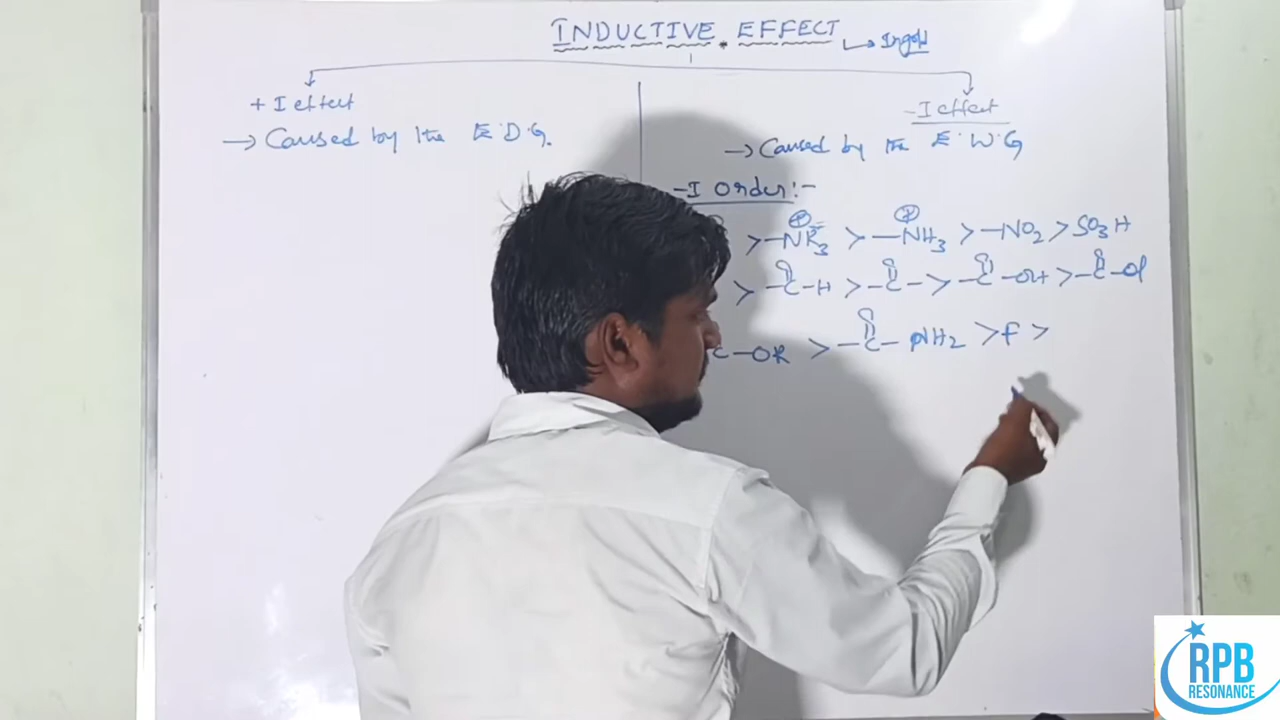 INDUCTIVE EFFECT → Ingold
+ I effect
→ Caused by the E.D.G.
- I effect
→ Caused by the E.W.G
-I Order:-
> -NR3 > -NH3 > -NO2 > SO3H
⊕ ⊕
> -C-H > -C- > -C-OH > -C-Cl
O O O O
C-OR > -C- NH2 > F >
O
RPB
RESONANCE